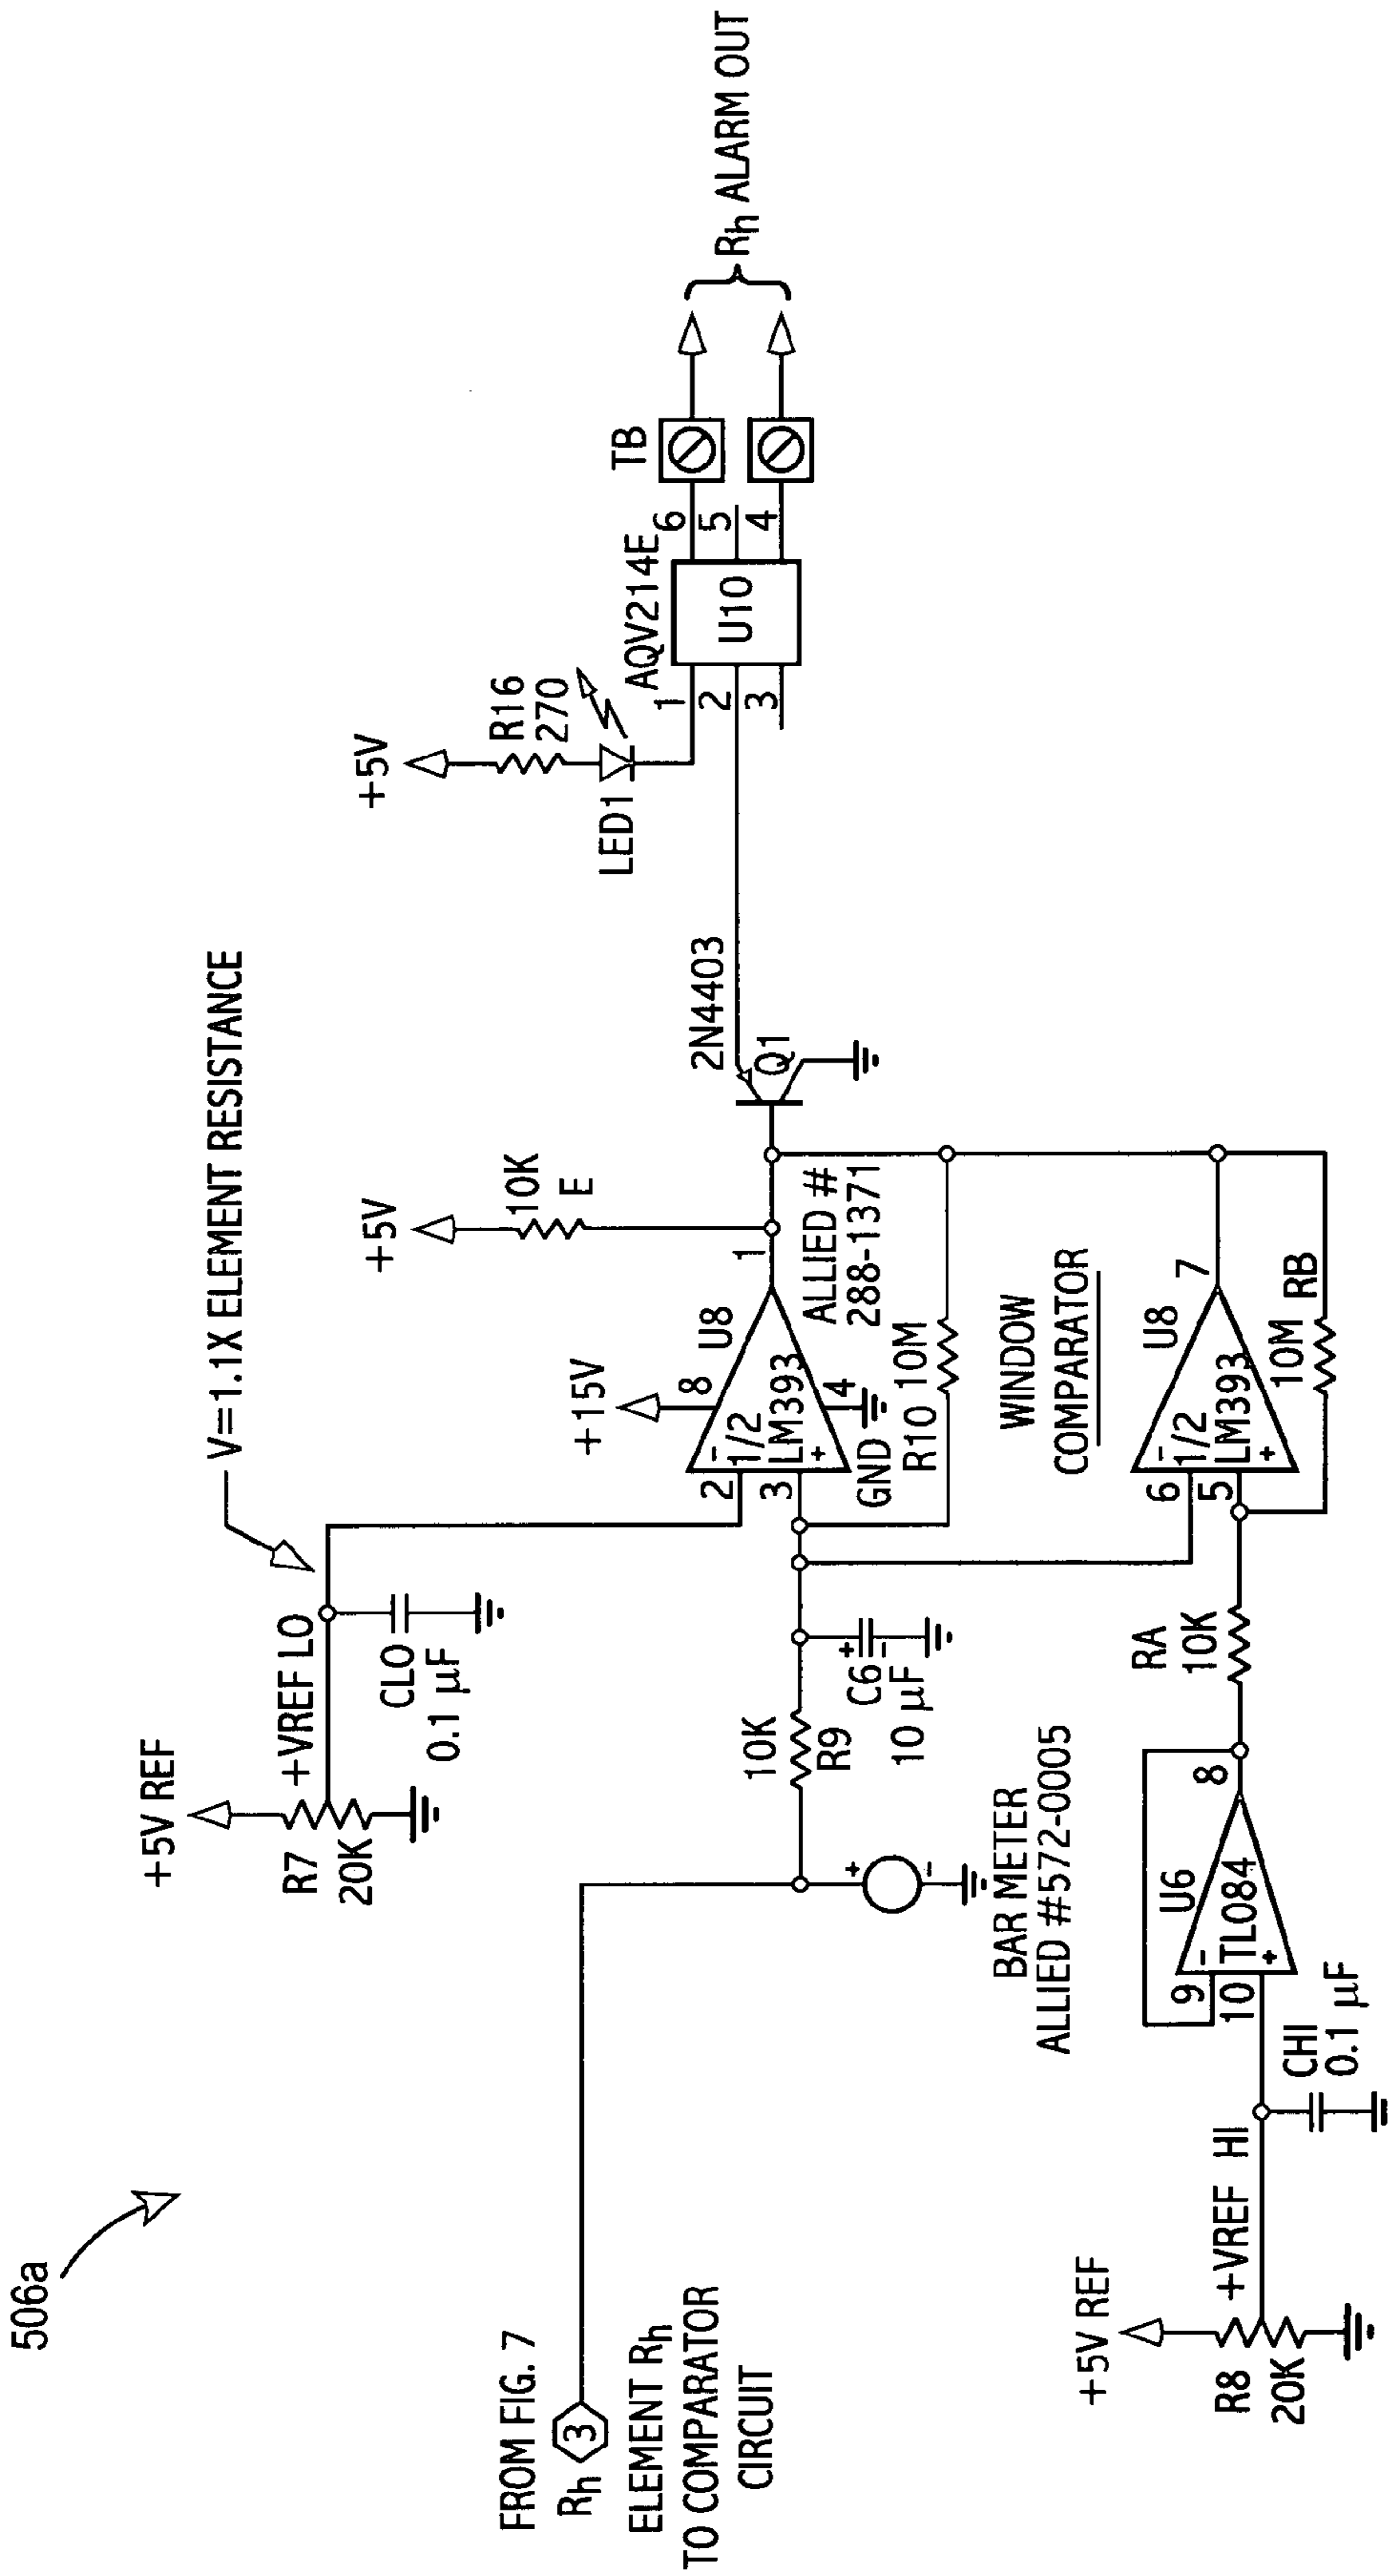 506a
V=1.1X ELEMENT RESISTANCE
+5V REF
R7
20K
+VREF LO
CLO
0.1 µF
+5V
10K
E
+5V
R16
270
LED1
AQV214E
1
2
3
U10
6
5
4
TB
Rh ALARM OUT
2N4403
Q1
+15V
8
U8
1
2
3
-
1/2
LM393
+
4
GND
ALLIED #
288-1371
R10 10M
FROM FIG. 7
Rh 3
ELEMENT Rh
TO COMPARATOR
CIRCUIT
10K
R9
+
-
C6
10 µF
+
-
BAR METER
ALLIED #572-0005
WINDOW
COMPARATOR
U8
7
6
5
-
1/2
LM393
+
10M RB
RA
10K
U6
8
9
10
-
TL084
+
+5V REF
R8
20K
+VREF HI
CHI
0.1 µF